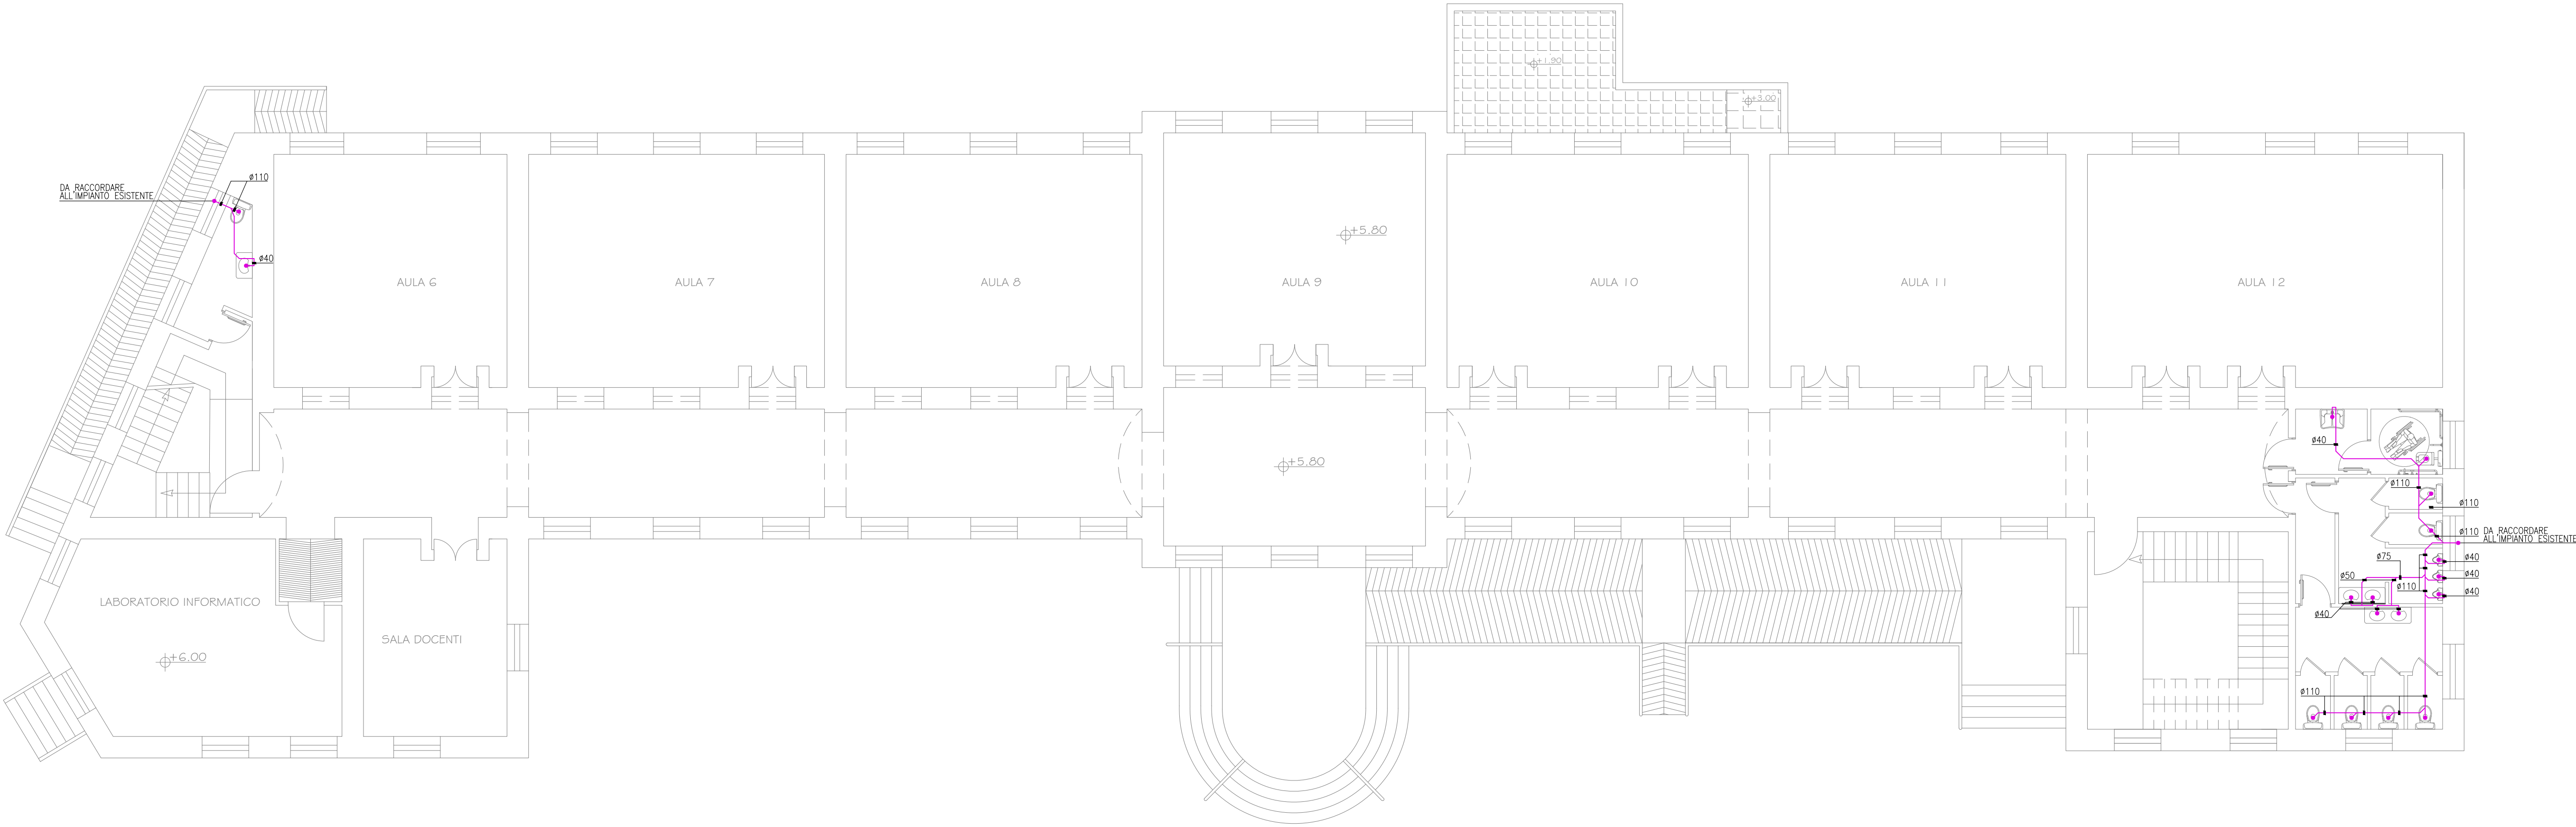 +1.90
+3.00
DA RACCORDARE
ALL'IMPIANTO ESISTENTE
ø110
ø40
+5.80
AULA 6
AULA 7
AULA 8
AULA 9
AULA 10
AULA 11
AULA 12
+5.80
ø40
ø110
ø110
ø110
DA RACCORDARE
ALL'IMPIANTO ESISTENTE
ø75
ø40
ø50
ø110
ø40
ø40
ø40
LABORATORIO INFORMATICO
SALA DOCENTI
+6.00
ø110